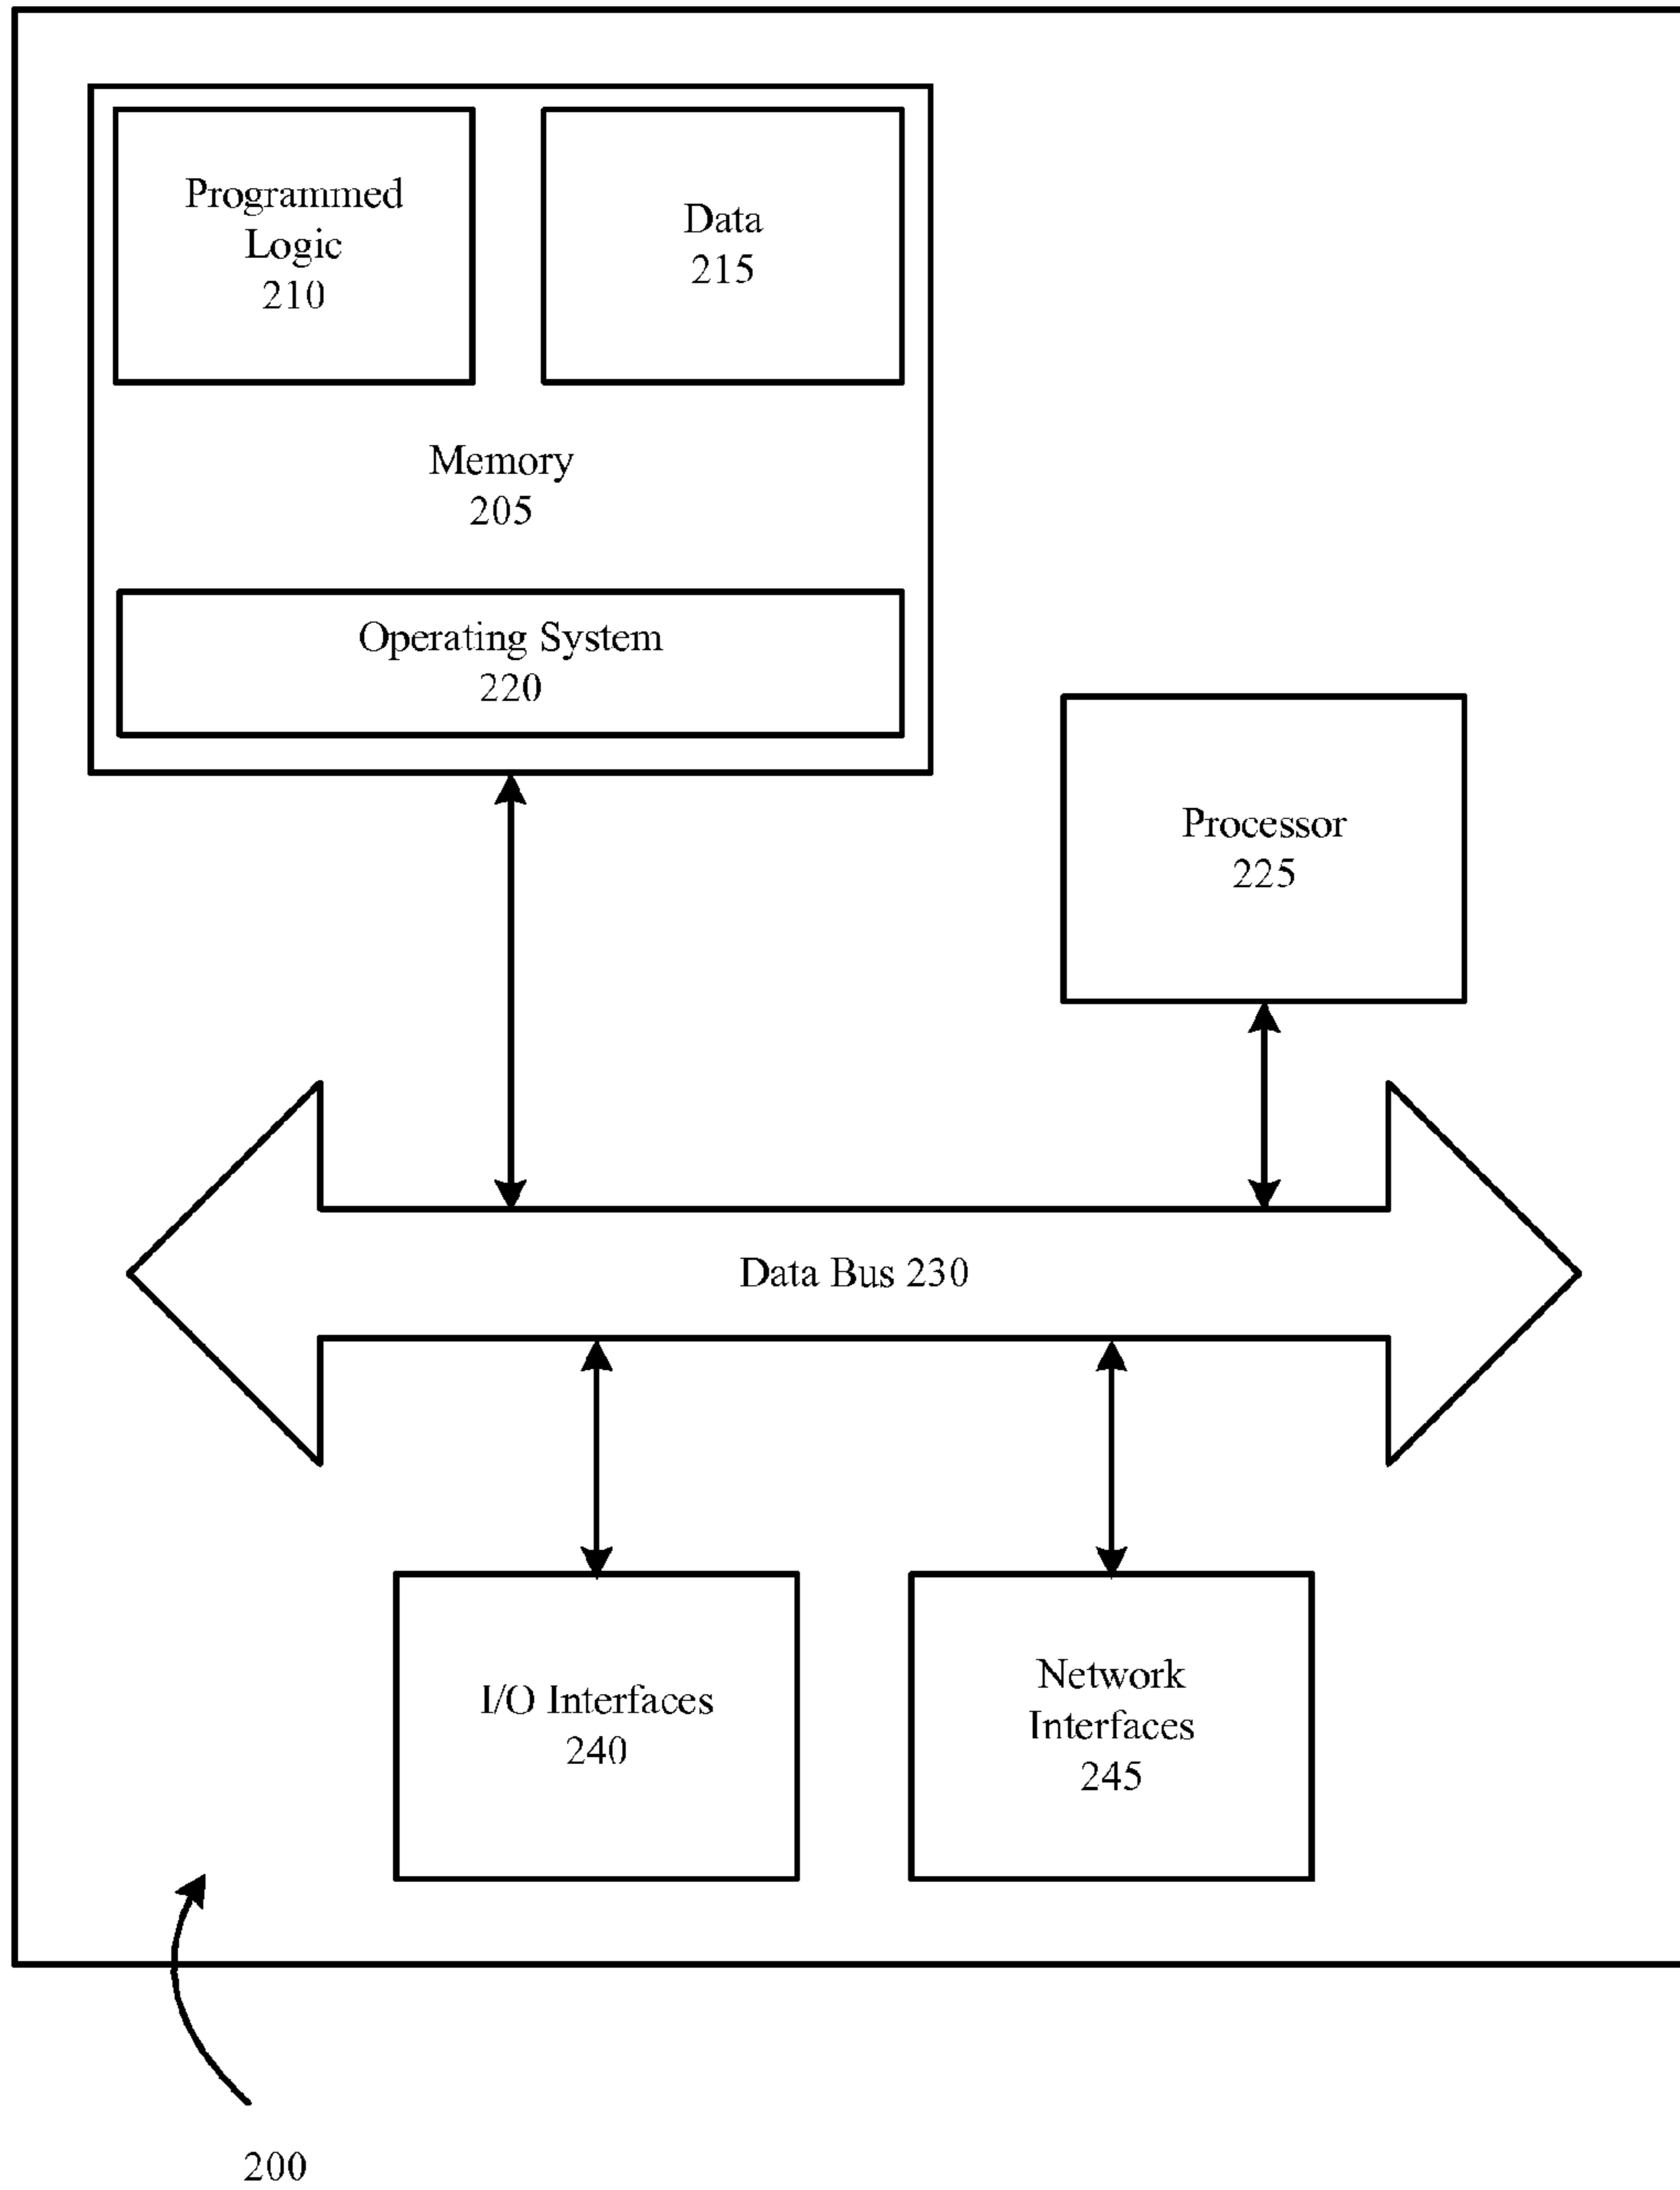 Programmed
Logic
210
Data
215
Memory
205
Operating System
220
Processor
225
Data Bus 230
I/O Interfaces
240
Network
Interfaces
245
200